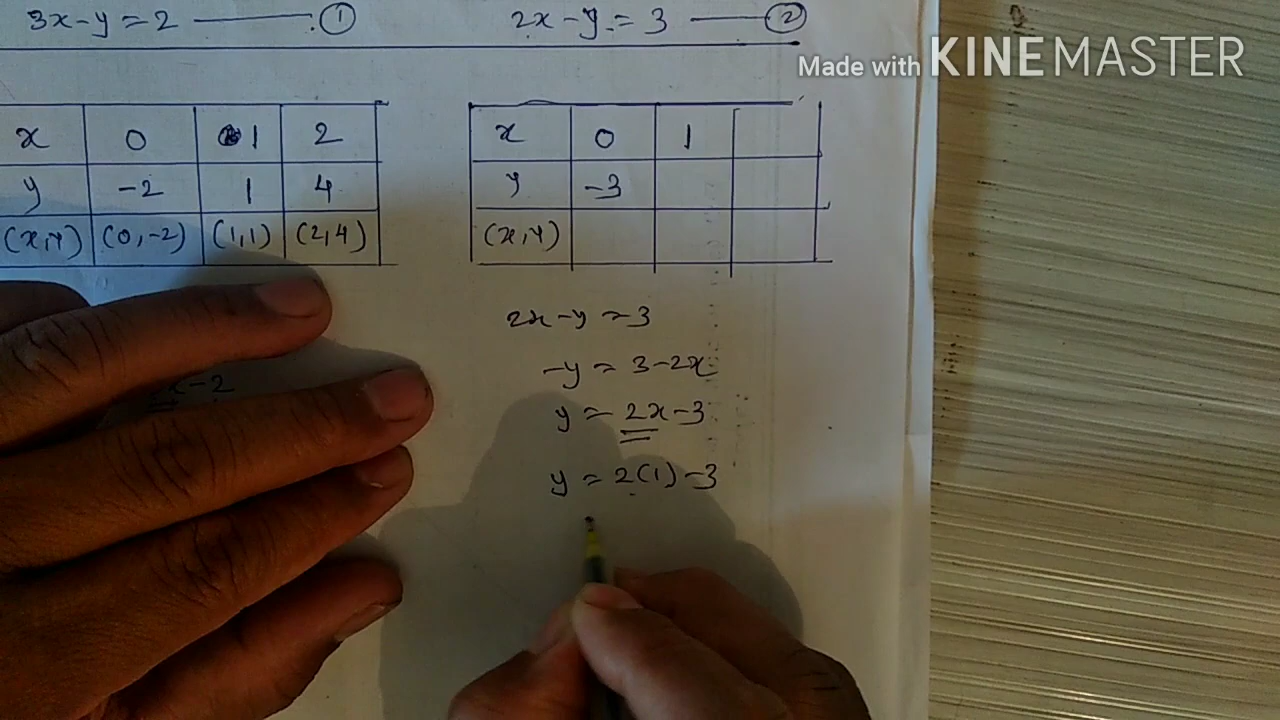 3x-y=2 ———. ①
2x-y=3 ——— ②
Made with KINEMASTER
x 0 1 2
y -2 1 4
(x,y) (0,-2) (1,1) (2,4)
x 0 1
y -3
(x,y)
2x-y=3
-y=3-2x
y=2x-3
y=2(1)-3
x-2